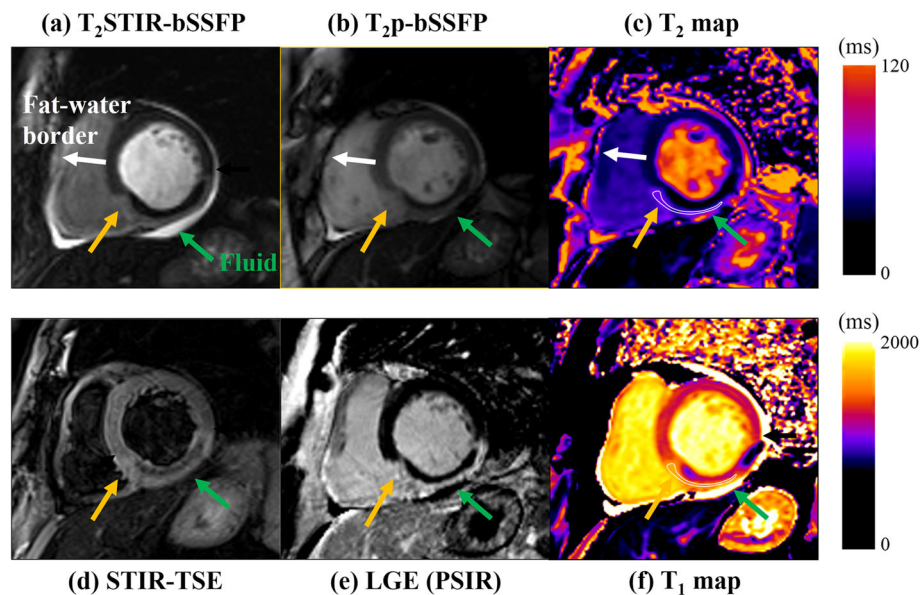 (a) T₂STIR-bSSFP
(b) T₂p-bSSFP
(c) T₂ map
(ms)
120
Fat-water
border
Fluid
0
(ms)
2000
0
(d) STIR-TSE
(e) LGE (PSIR)
(f) T₁ map